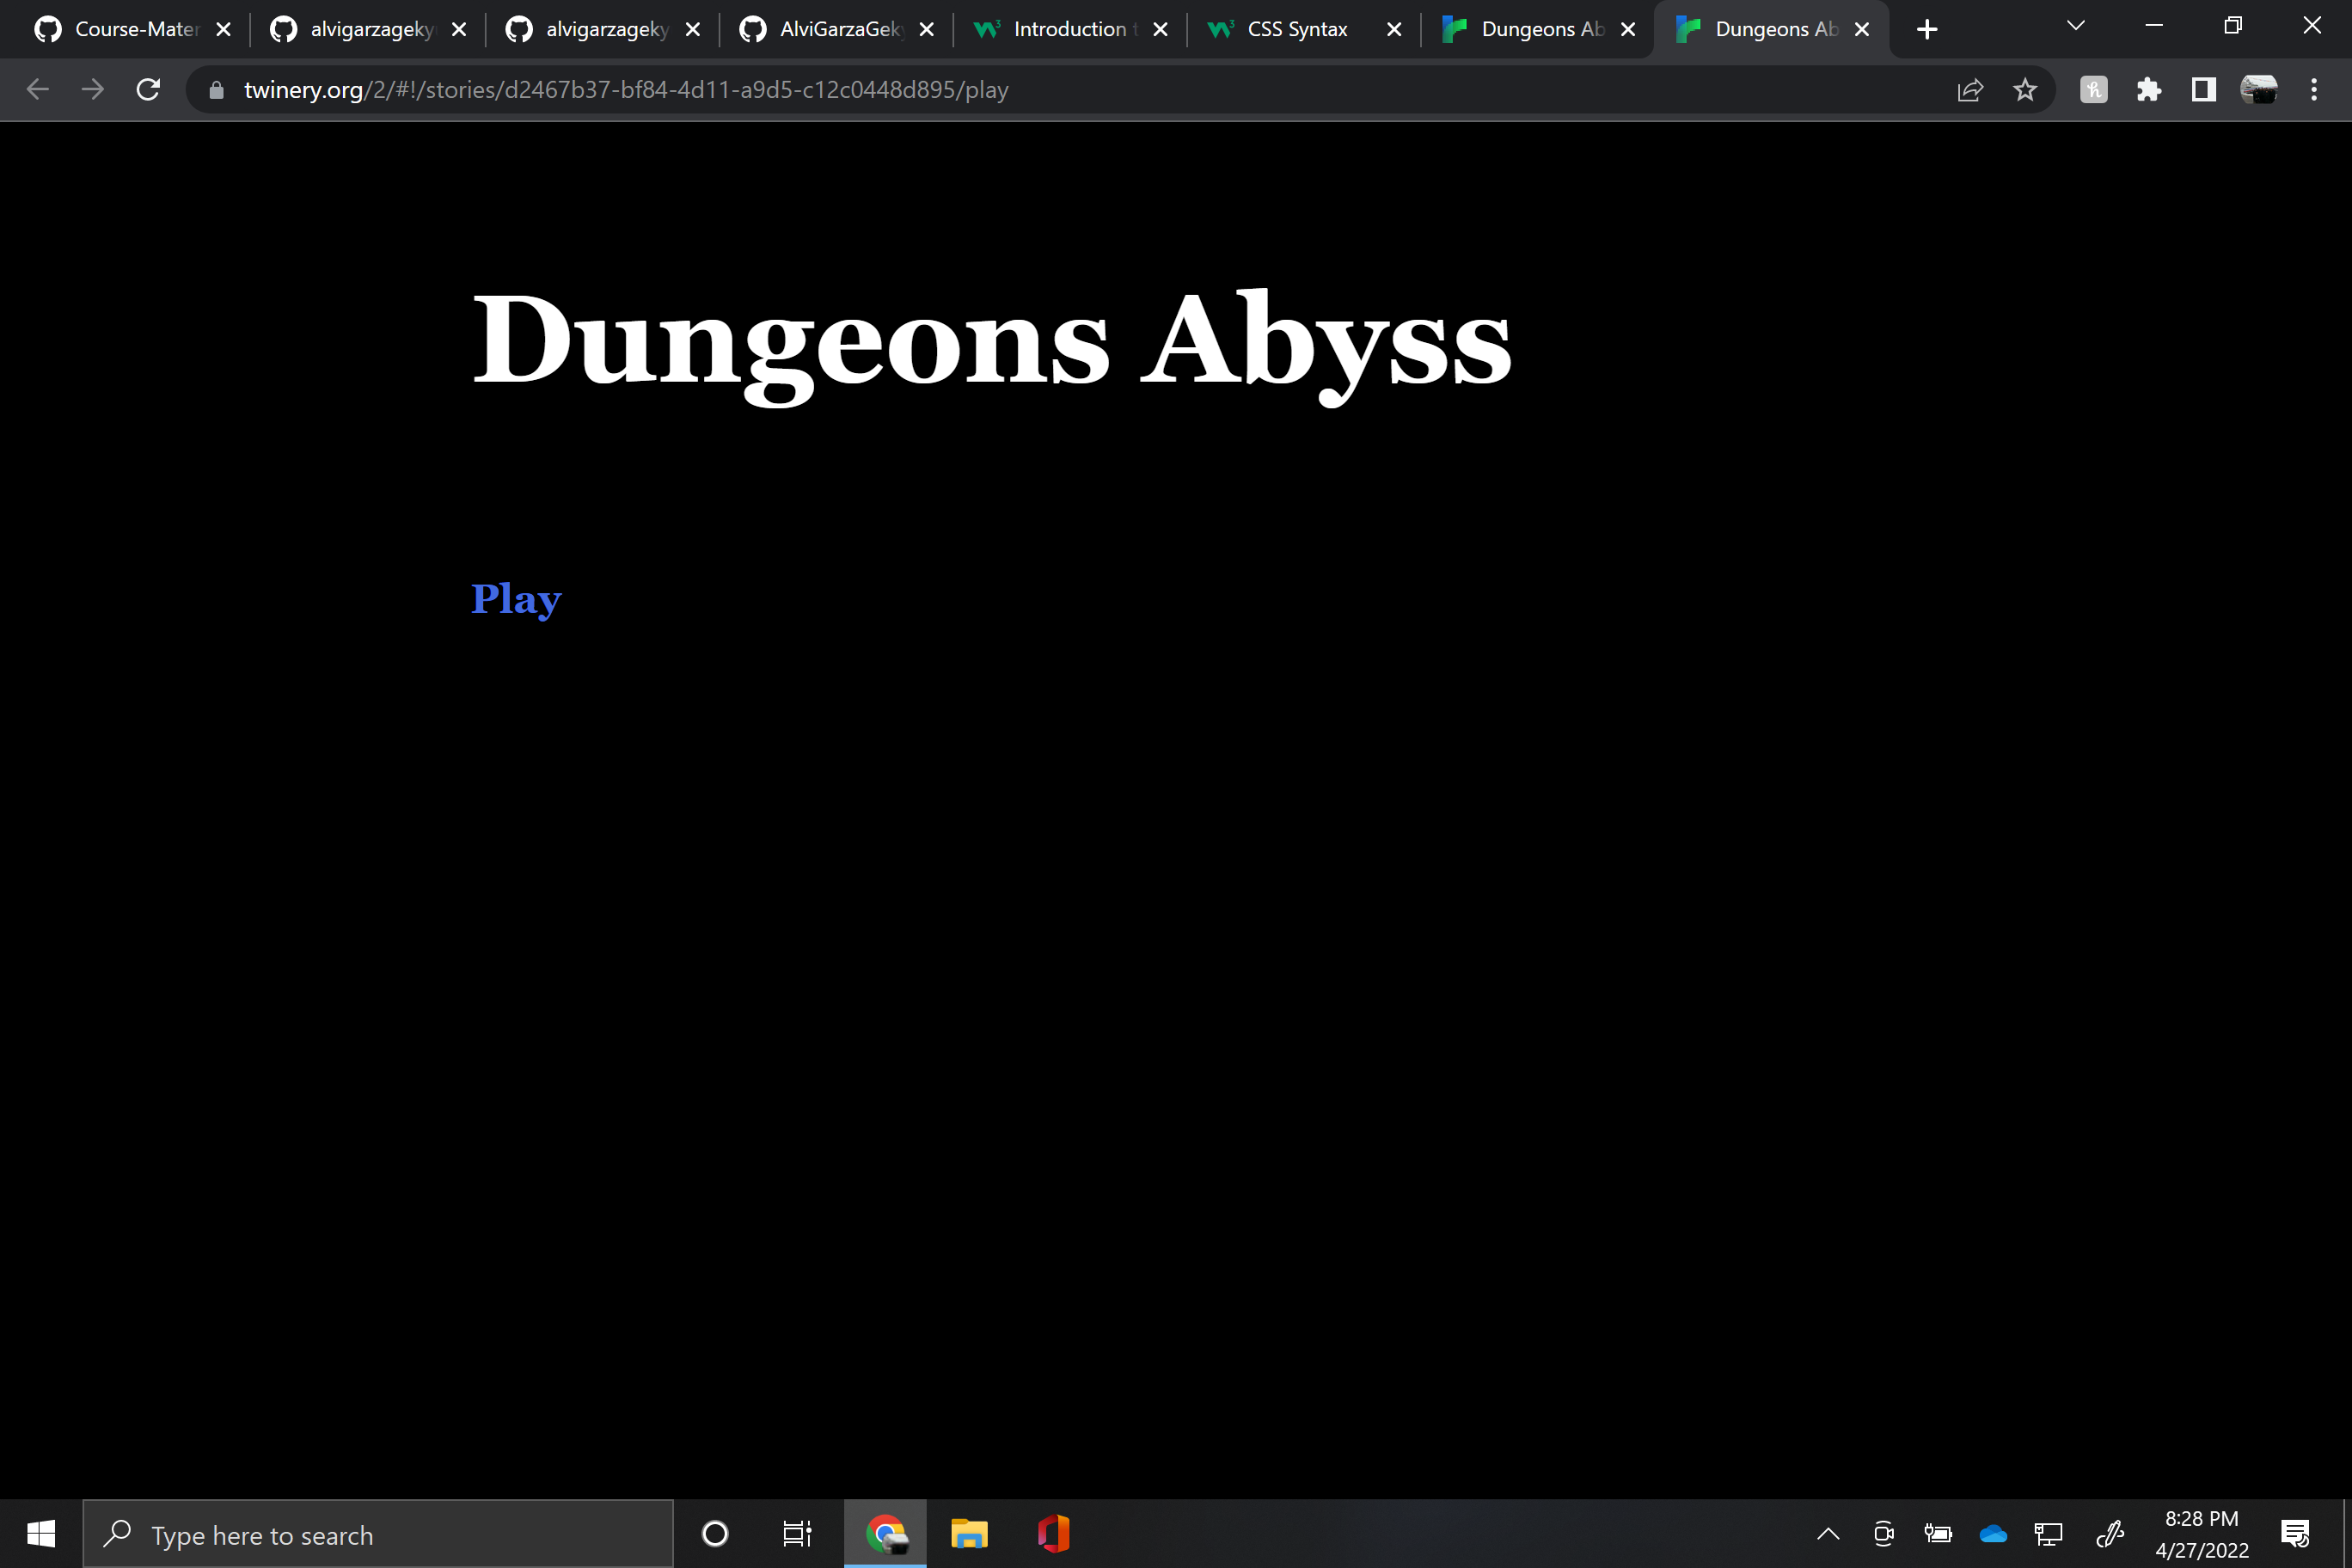 Course-Mater
alvigarzageky
alvigarzageky
AlviGarzaGeky
Introduction t
CSS Syntax
Dungeons Ab
Dungeons Ab
twinery.org/2/#!/stories/d2467b37-bf84-4d11-a9d5-c12c0448d895/play
Dungeons Abyss
Play
Type here to search
8:28 PM
4/27/2022